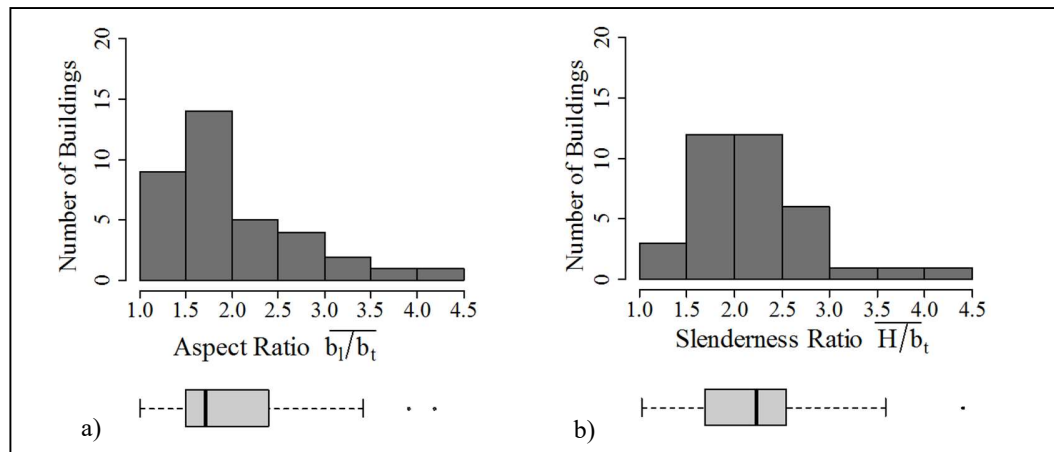 Number of Buildings
20
15
10
5
0
1.0 1.5 2.0 2.5 3.0 3.5 4.0 4.5
Aspect Ratio b_l/b_t
a)
Number of Buildings
20
15
10
5
0
1.0 1.5 2.0 2.5 3.0 3.5 4.0 4.5
Slenderness Ratio H/b_t
b)